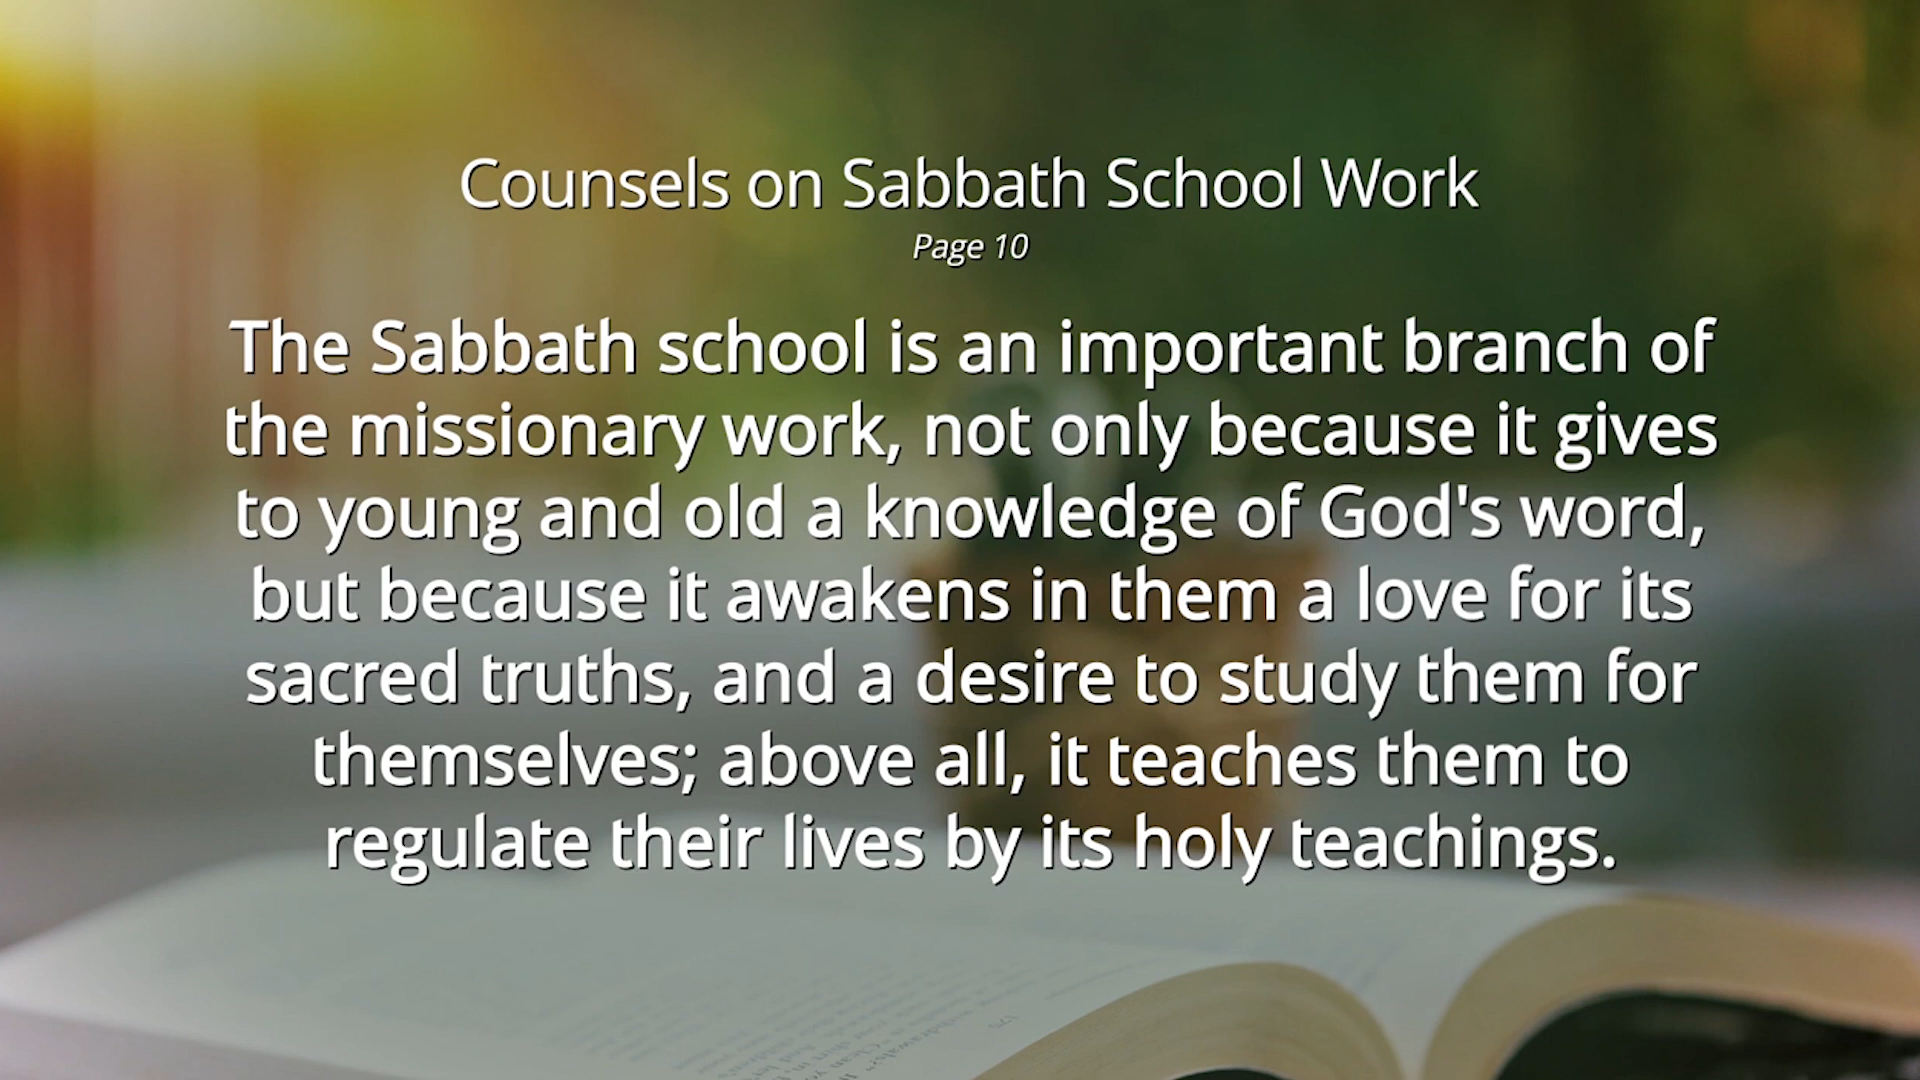 Counsels on Sabbath School Work
Page 10
The Sabbath school is an important branch of
the missionary work, not only because it gives
to young and old a knowledge of God's word,
but because it awakens in them a love for its
sacred truths, and a desire to study them for
themselves; above all, it teaches them to
regulate their lives by its holy teachings.